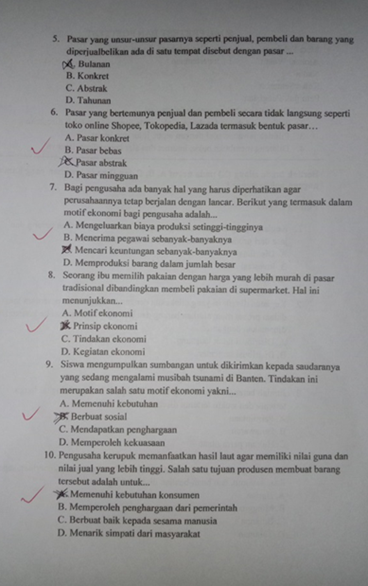 5. Pasar yang unsur-unsur pasarnya seperti penjual, pembeli dan barang yang
diperjualbelikan ada di satu tempat disebut dengan pasar ...
A. Bulanan
B. Konkret
C. Abstrak
D. Tahunan
6. Pasar yang bertemunya penjual dan pembeli secara tidak langsung seperti
toko online Shopee, Tokopedia, Lazada termasuk bentuk pasar…
A. Pasar konkret
B. Pasar bebas
C. Pasar abstrak
D. Pasar mingguan
7. Bagi pengusaha ada banyak hal yang harus diperhatikan agar
perusahaannya tetap berjalan dengan lancar. Berikut yang termasuk dalam
motif ekonomi bagi pengusaha adalah...
A. Mengeluarkan biaya produksi setinggi-tingginya
B. Menerima pegawai sebanyak-banyaknya
C. Mencari keuntungan sebanyak-banyaknya
D. Memproduksi barang dalam jumlah besar
8. Seorang ibu memilih pakaian dengan harga yang lebih murah di pasar
tradisional dibandingkan membeli pakaian di supermarket. Hal ini
menunjukkan...
A. Motif ekonomi
B. Prinsip ekonomi
C. Tindakan ekonomi
D. Kegiatan ekonomi
9. Siswa mengumpulkan sumbangan untuk dikirimkan kepada saudaranya
yang sedang mengalami musibah tsunami di Banten. Tindakan ini
merupakan salah satu motif ekonomi yakni...
A. Memenuhi kebutuhan
B. Berbuat sosial
C. Mendapatkan penghargaan
D. Memperoleh kekuasaan
10. Pengusaha kerupuk memanfaatkan hasil laut agar memiliki nilai guna dan
nilai jual yang lebih tinggi. Salah satu tujuan produsen membuat barang
tersebut adalah untuk...
A. Memenuhi kebutuhan konsumen
B. Memperoleh penghargaan dari pemerintah
C. Berbuat baik kepada sesama manusia
D. Menarik simpati dari masyarakat